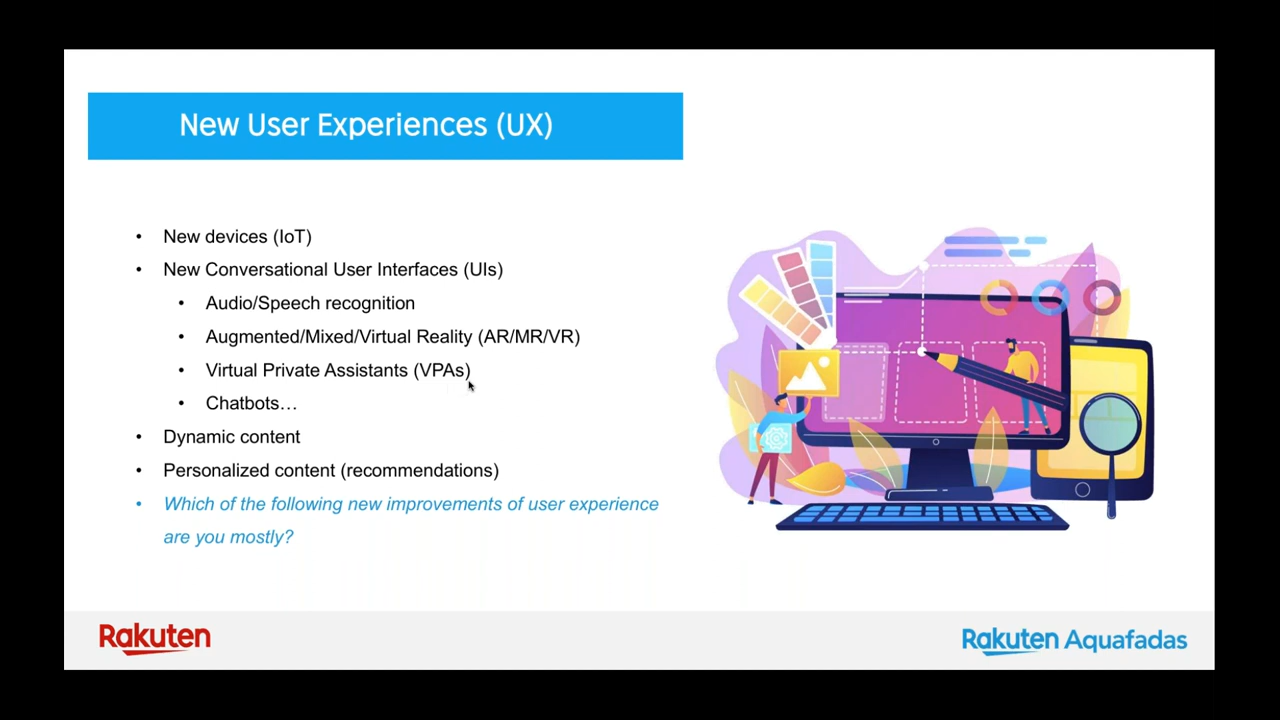 New User Experiences (UX)
• New devices (IoT)
• New Conversational User Interfaces (UIs)
• Audio/Speech recognition
• Augmented/Mixed/Virtual Reality (AR/MR/VR)
• Virtual Private Assistants (VPAs)
• Chatbots…
• Dynamic content
• Personalized content (recommendations)
• Which of the following new improvements of user experience
are you mostly?
Rakuten
Rakuten Aquafadas